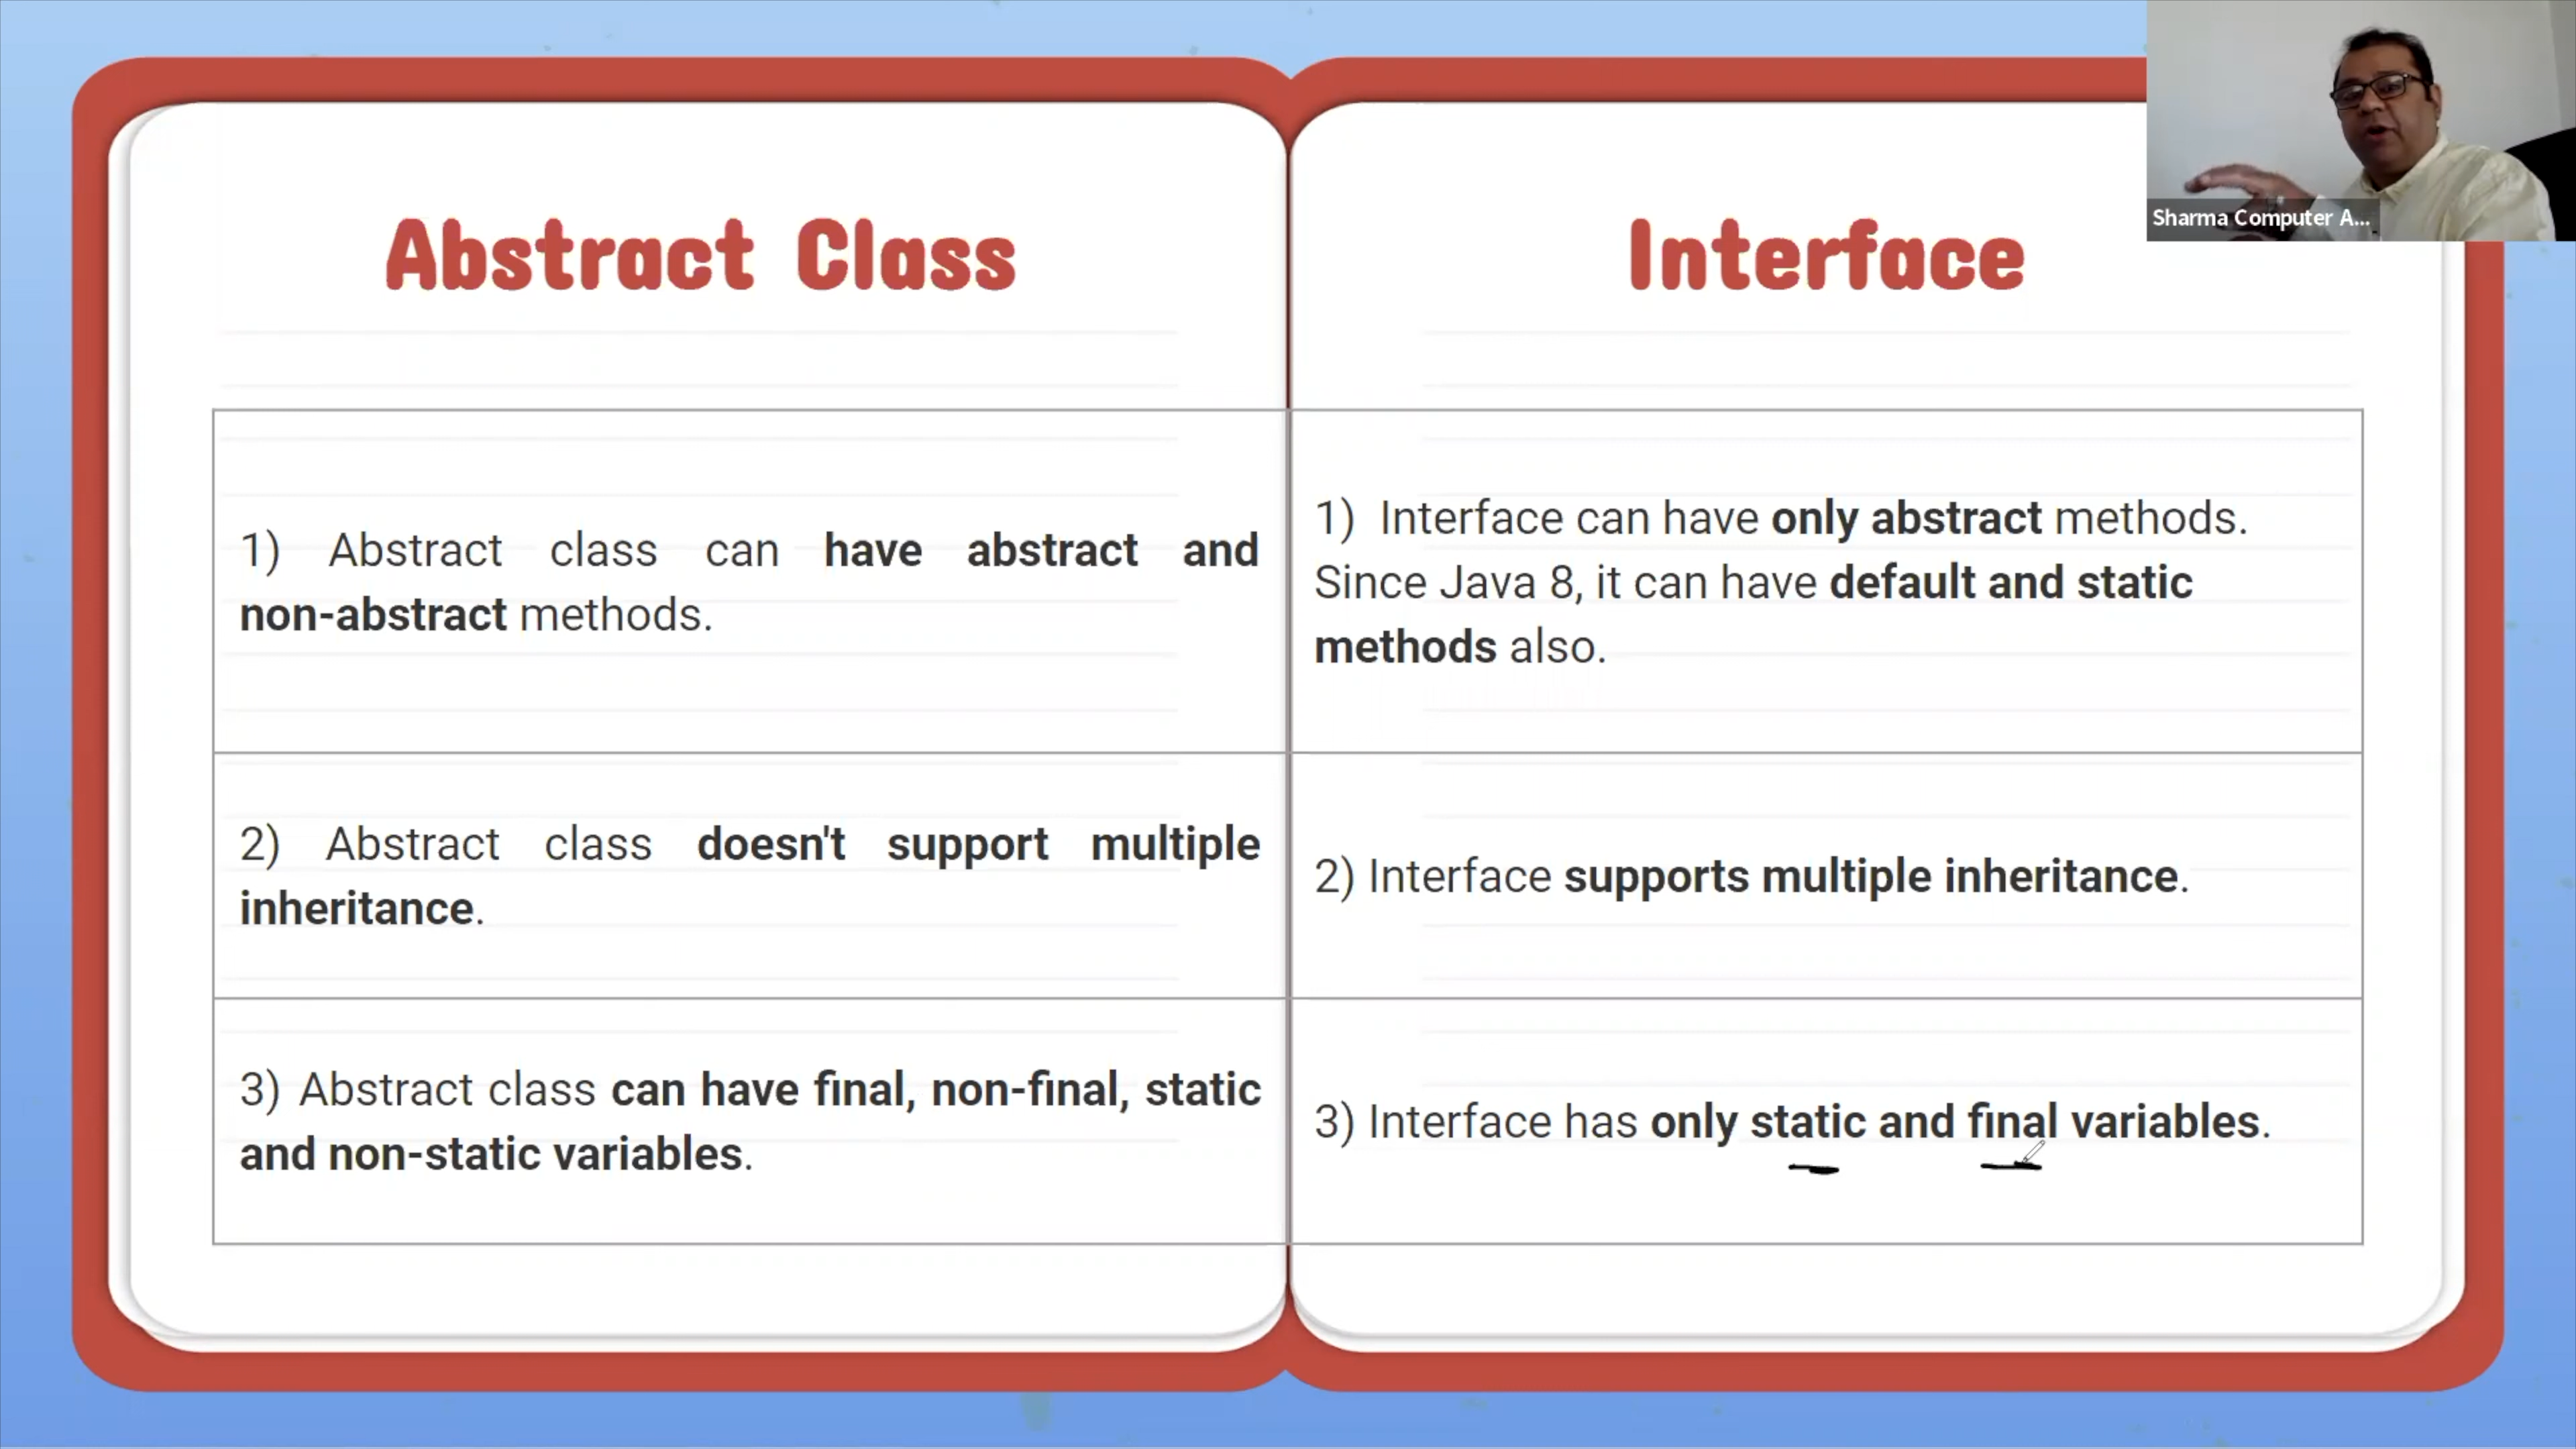 Sharma Computer A...
Abstract Class
Interface
1) Abstract class can have abstract and
non-abstract methods.
1) Interface can have only abstract methods.
Since Java 8, it can have default and static
methods also.
2) Abstract class doesn't support multiple
inheritance.
2) Interface supports multiple inheritance.
3) Abstract class can have final, non-final, static
and non-static variables.
3) Interface has only static and final variables.